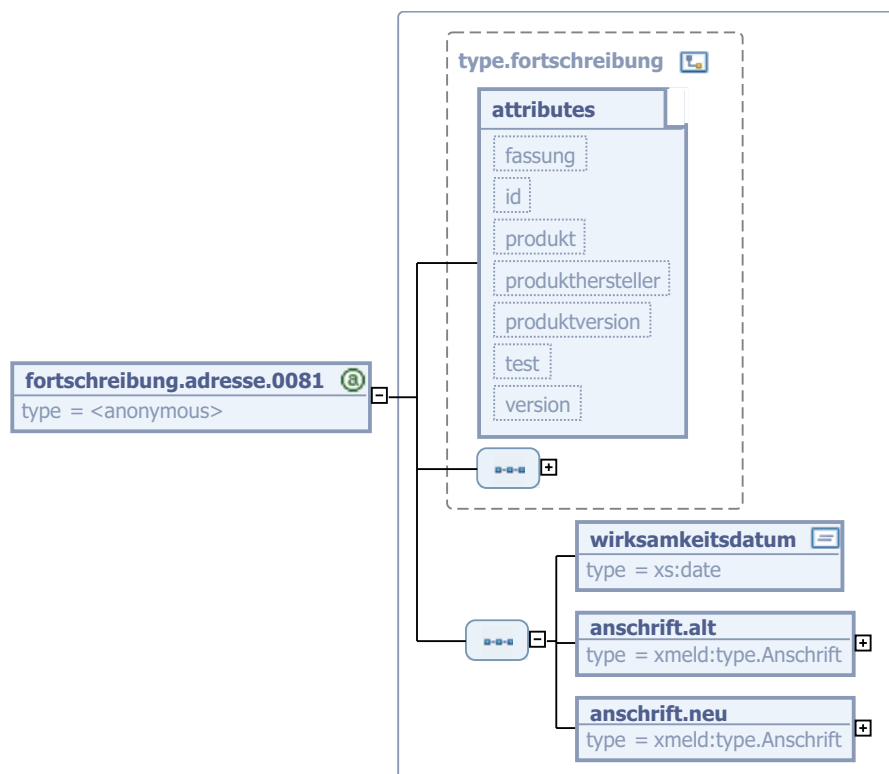 type.fortschreibung
attributes
fassung
id
produkt
produkthersteller
produktversion
test
version
fortschreibung.adresse.0081 a
type = <anonymous>
wirksamkeitsdatum
type = xs:date
anschrift.alt
type = xmeld:type.Anschrift
anschrift.neu
type = xmeld:type.Anschrift